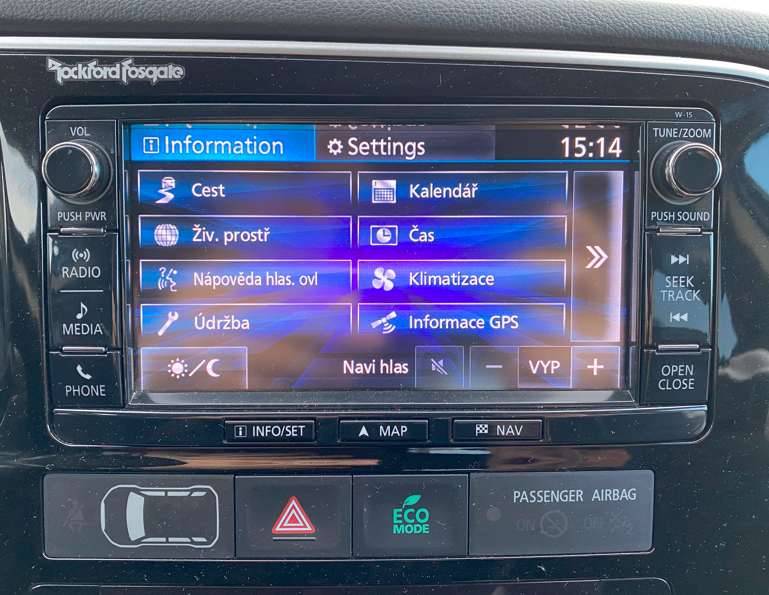 Rockford Fosgate
W-15
VOL
TUNE/ZOOM
Information
Settings
15:14
PUSH PWR
PUSH SOUND
Cest
Kalendář
Živ. prostř
Čas
Nápověda hlas. ovl
Klimatizace
Údržba
Informace GPS
Navi hlas
VYP
RADIO
MEDIA
PHONE
SEEK
TRACK
OPEN
CLOSE
INFO/SET
MAP
NAV
ECO
MODE
PASSENGER AIRBAG
ON
OFF